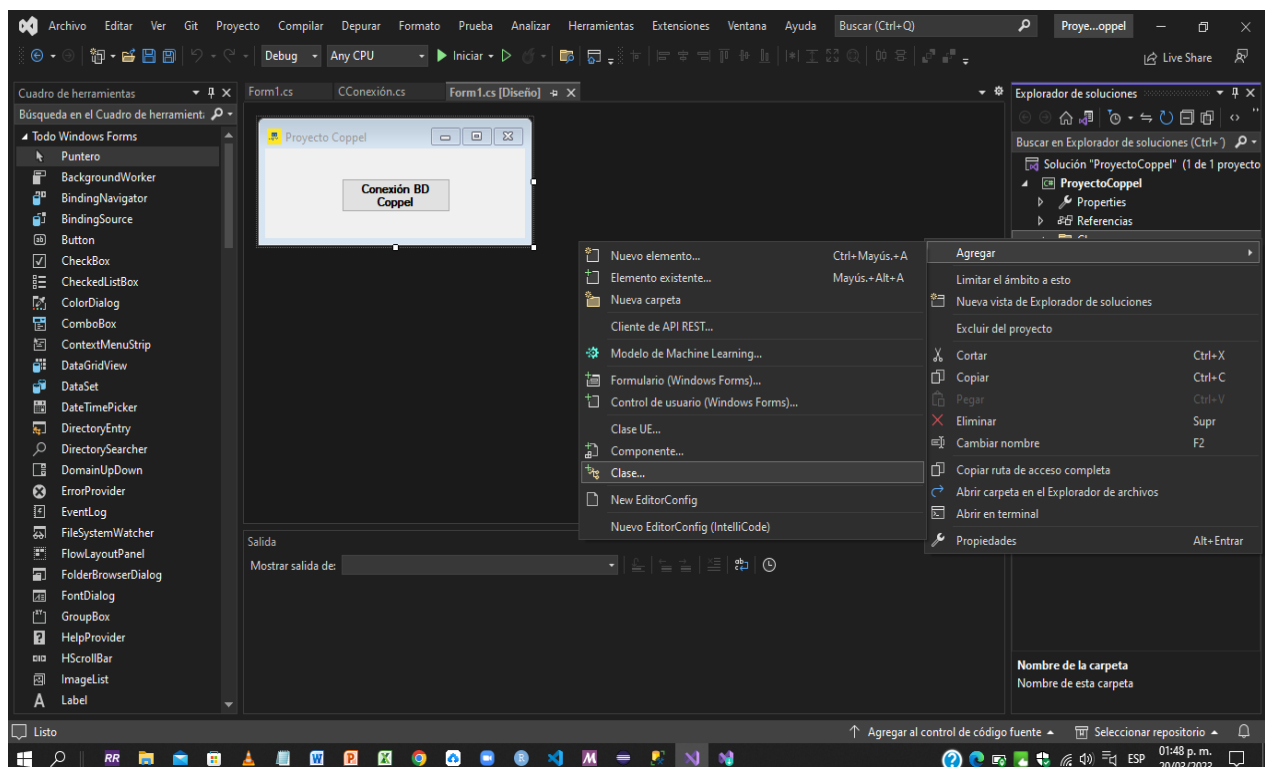 Archivo Editar Ver Git Proyecto Compilar Depurar Formato Prueba Analizar Herramientas Extensiones Ventana Ayuda Buscar (Ctrl+Q) Proye...oppel
Debug Any CPU Iniciar Live Share
Cuadro de herramientas
Búsqueda en el Cuadro de herramient
Todo Windows Forms
Puntero
BackgroundWorker
BindingNavigator
BindingSource
Button
CheckBox
CheckedListBox
ColorDialog
ComboBox
ContextMenuStrip
DataGridView
DataSet
DateTimePicker
DirectoryEntry
DirectorySearcher
DomainUpDown
ErrorProvider
EventLog
FileSystemWatcher
FlowLayoutPanel
FolderBrowserDialog
FontDialog
GroupBox
HelpProvider
HScrollBar
ImageList
Label
Form1.cs CConexión.cs Form1.cs [Diseño]
Proyecto Coppel
Conexión BD
Coppel
Nuevo elemento... Ctrl+Mayús.+A
Elemento existente... Mayús.+Alt+A
Nueva carpeta
Cliente de API REST...
Modelo de Machine Learning...
Formulario (Windows Forms)...
Control de usuario (Windows Forms)...
Clase UE...
Componente...
Clase...
New EditorConfig
Nuevo EditorConfig (IntelliCode)
Salida
Mostrar salida de:
Explorador de soluciones
Buscar en Explorador de soluciones (Ctrl+´)
Solución "ProyectoCoppel" (1 de 1 proyecto
ProyectoCoppel
Properties
Referencias
Agregar
Limitar el ámbito a esto
Nueva vista de Explorador de soluciones
Excluir del proyecto
Cortar Ctrl+X
Copiar Ctrl+C
Pegar Ctrl+V
Eliminar Supr
Cambiar nombre F2
Copiar ruta de acceso completa
Abrir carpeta en el Explorador de archivos
Abrir en terminal
Propiedades Alt+Entrar
Nombre de la carpeta
Nombre de esta carpeta
Listo Agregar al control de código fuente Seleccionar repositorio
RR ESP 01:48 p. m.